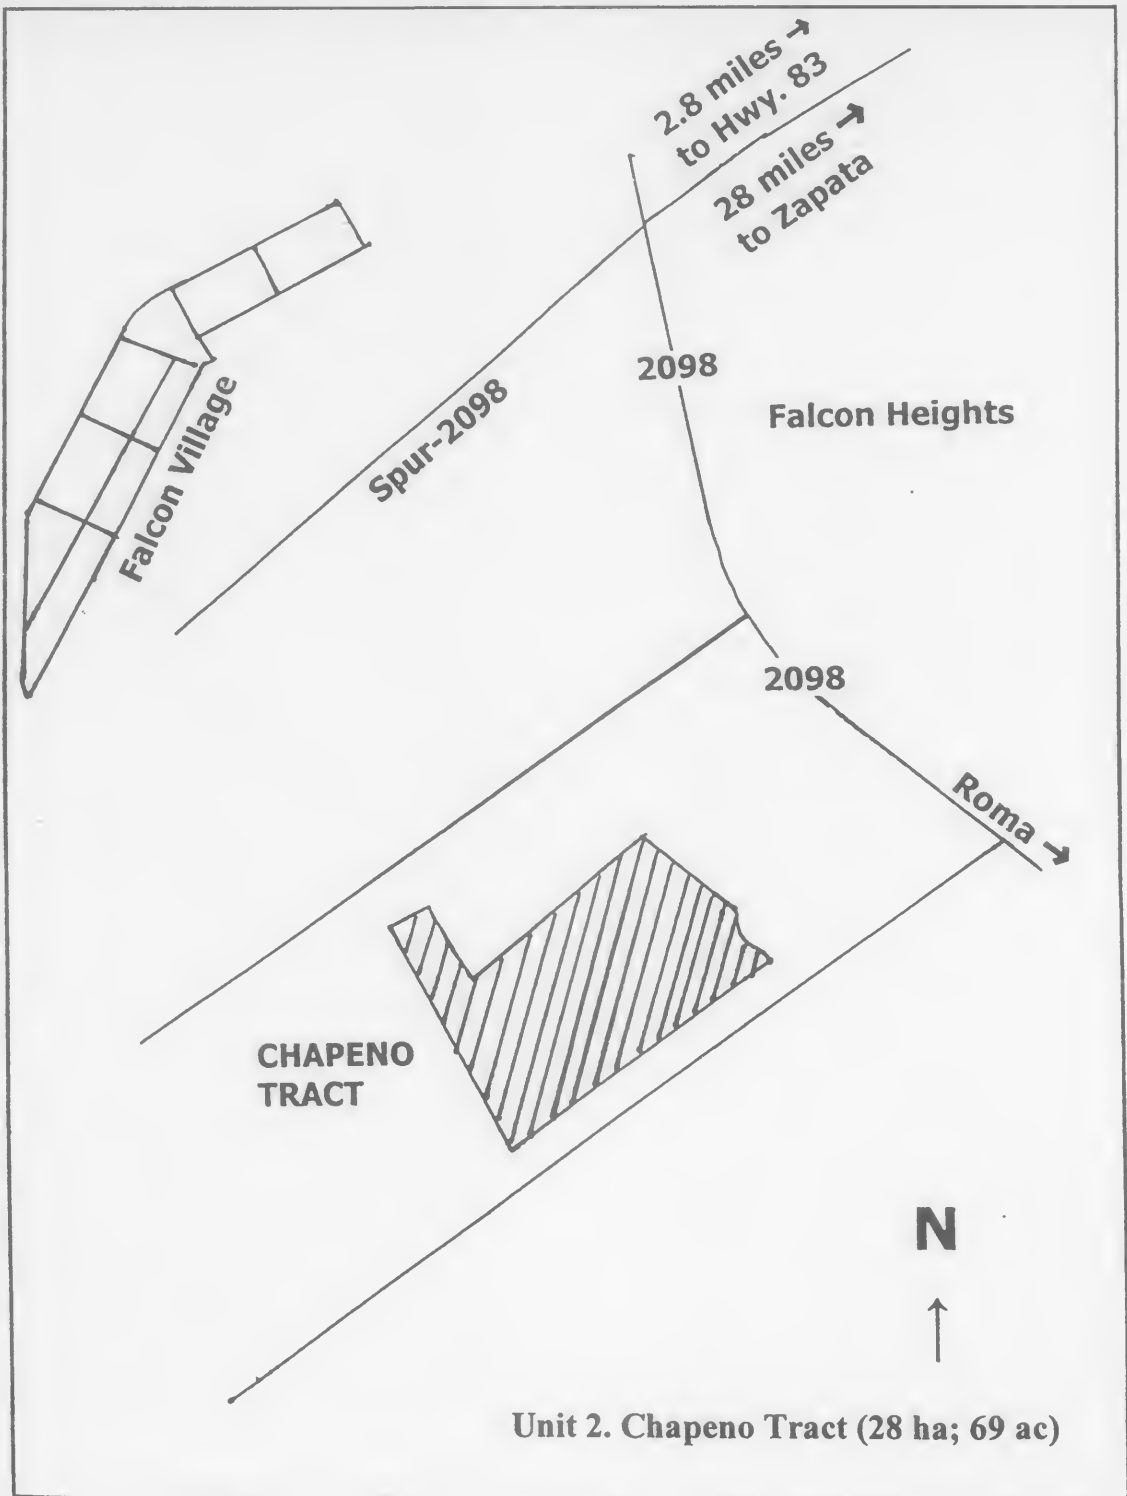 2.8 miles →
to Hwy. 83
28 miles →
to Zapata
2098
Falcon Heights
Spur-2098
Falcon Village
2098
Roma →
CHAPENO
TRACT
N
↑
Unit 2. Chapeno Tract (28 ha; 69 ac)